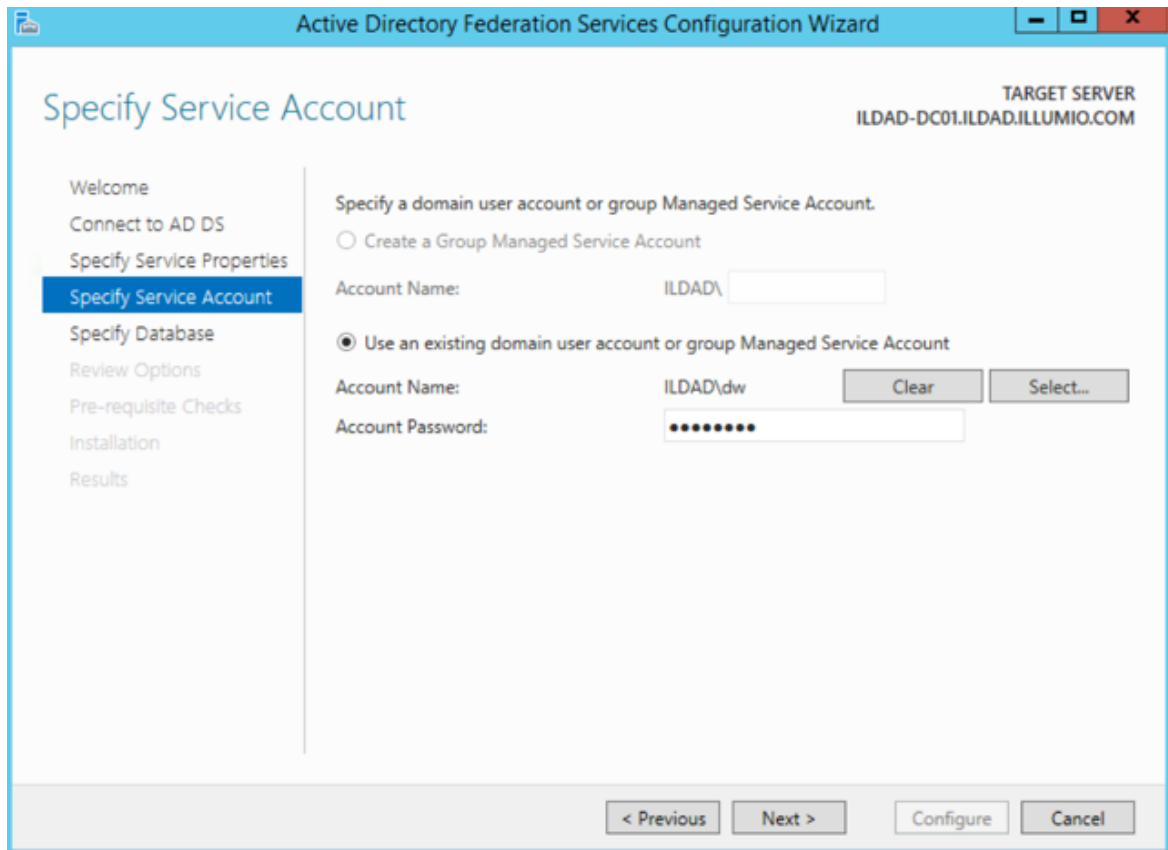 Active Directory Federation Services Configuration Wizard
Specify Service Account
TARGET SERVER
ILDAD-DC01.ILDAD.ILLUMIO.COM
Welcome
Connect to AD DS
Specify Service Properties
Specify Service Account
Specify Database
Review Options
Pre-requisite Checks
Installation
Results
Specify a domain user account or group Managed Service Account.
Create a Group Managed Service Account
Account Name: ILDAD\
Use an existing domain user account or group Managed Service Account
Account Name: ILDAD\dw Clear Select...
Account Password: ••••••••
< Previous Next > Configure Cancel